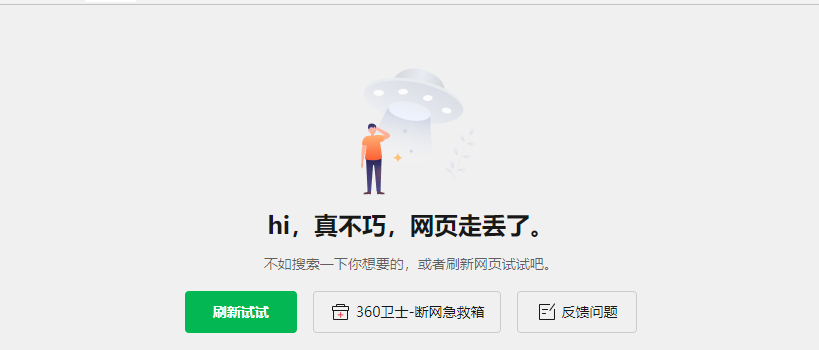 hi，真不巧，网页走丢了。
不如搜索一下你想要的，或者刷新网页试试吧。
刷新试试 360卫士-断网急救箱 反馈问题